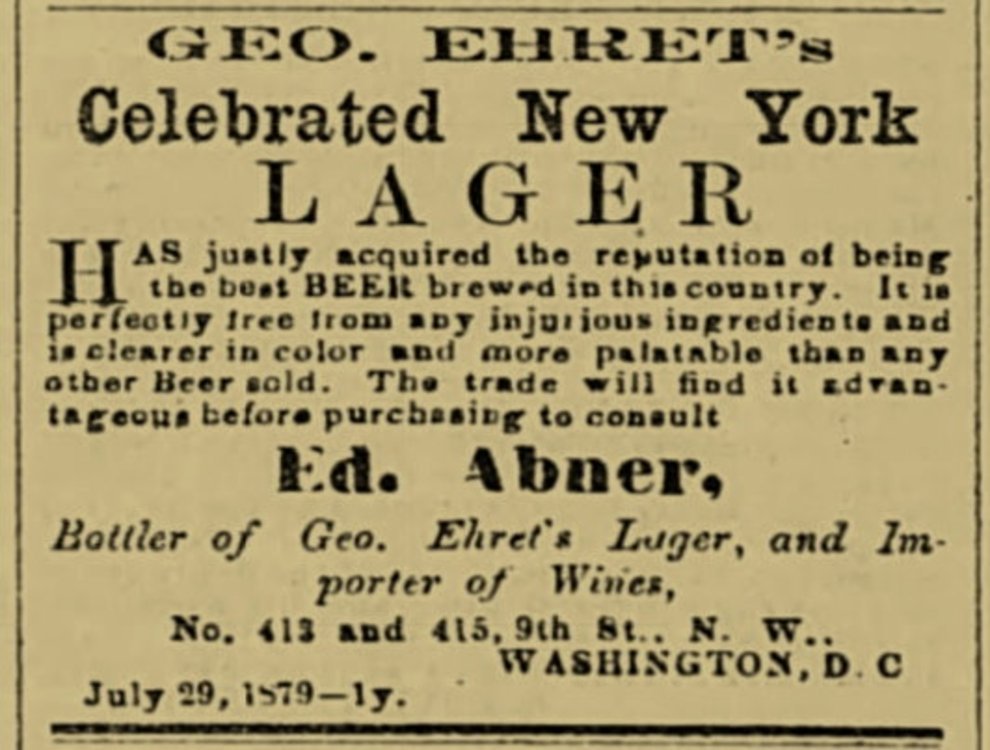 GEO. EHRET's
Celebrated New York
LAGER
HAS justly acquired the reputation of being
the best BEER brewed in this country. It is
perfectly free from any injurious ingredients and
is clearer in color and more palatable than any
other Beer sold. The trade will find it advan-
tageous before purchasing to consult
Ed. Abner,
Bottler of Geo. Ehret's Lager, and Im-
porter of Wines,
No. 413 and 415, 9th St.. N. W..
WASHINGTON, D. C
July 29, 1879—ly.